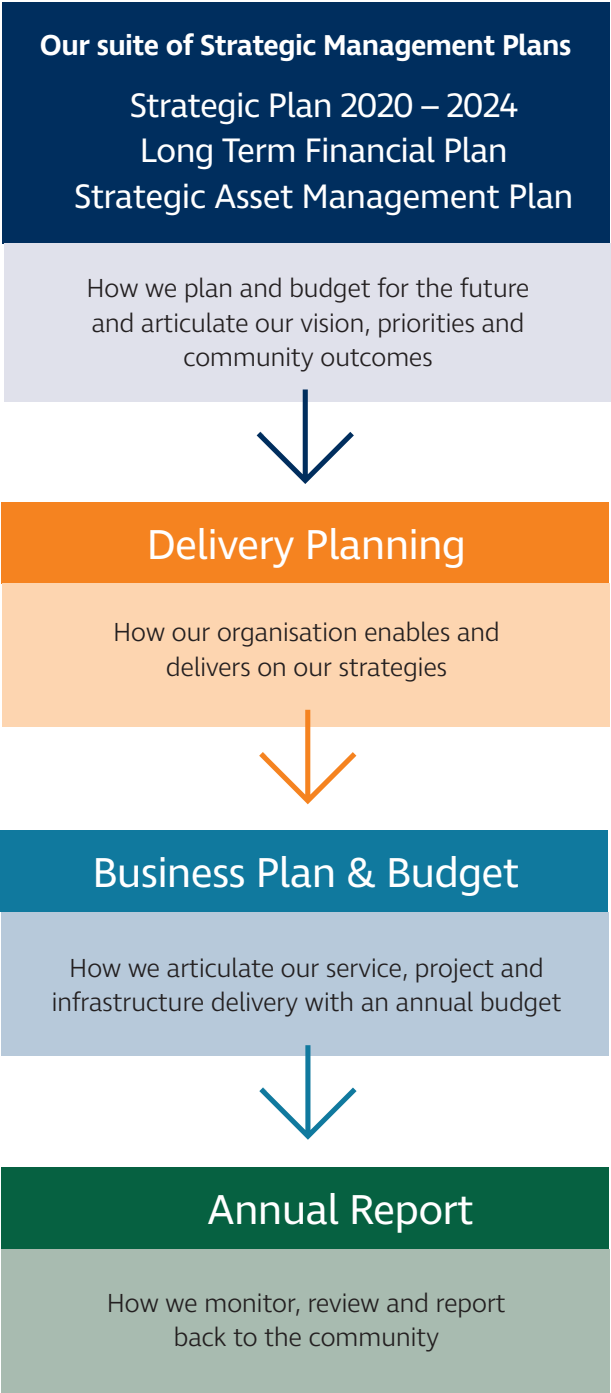 Our suite of Strategic Management Plans
Strategic Plan 2020 – 2024
Long Term Financial Plan
Strategic Asset Management Plan
How we plan and budget for the future
and articulate our vision, priorities and
community outcomes
Delivery Planning
How our organisation enables and
delivers on our strategies
Business Plan & Budget
How we articulate our service, project and
infrastructure delivery with an annual budget
Annual Report
How we monitor, review and report
back to the community